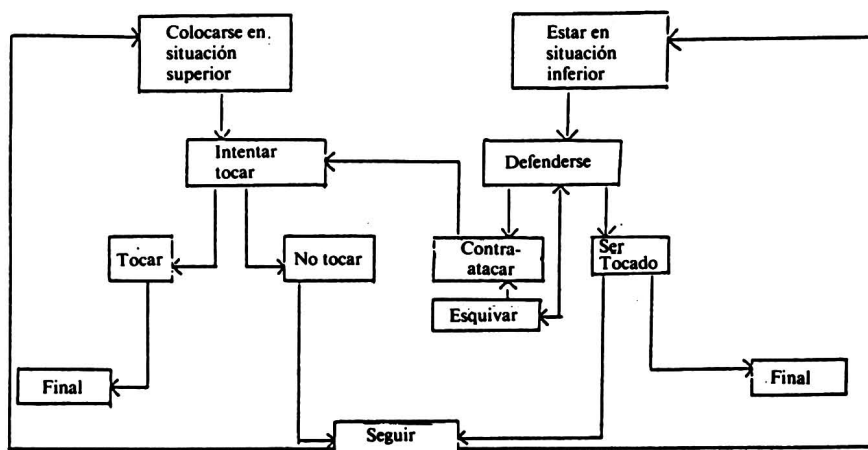 Colocarse en
situación
superior
Estar en
situación
inferior
Intentar
tocar
Defenderse
Tocar
No tocar
Contra-
atacar
Ser
Tocado
Esquivar
Final
Final
Seguir